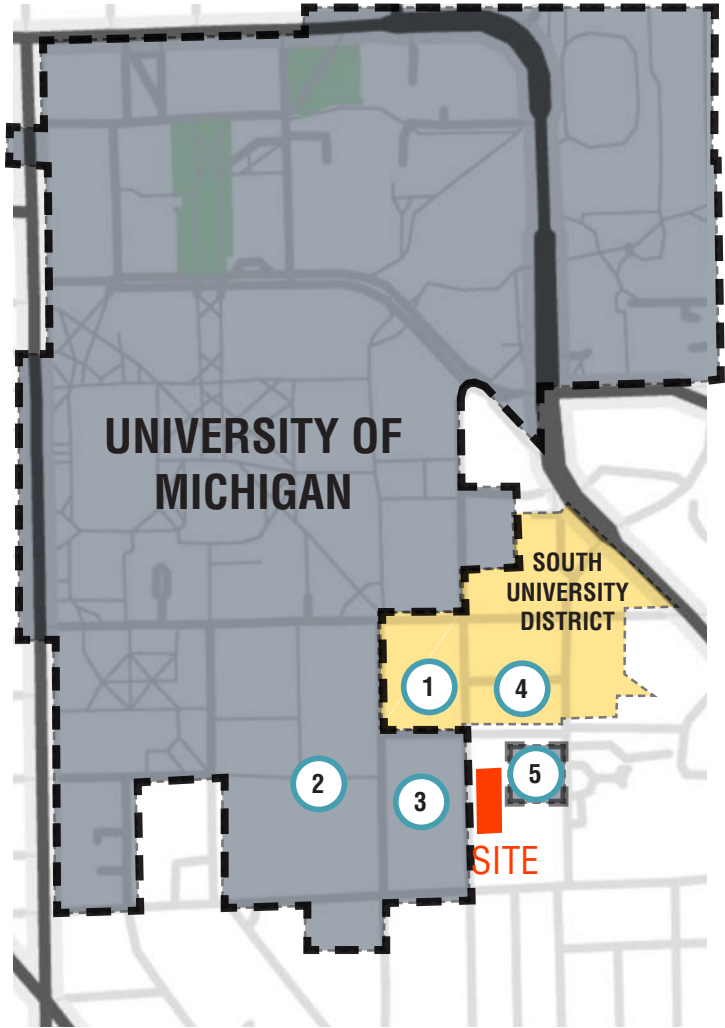 UNIVERSITY OF
MICHIGAN
SOUTH
UNIVERSITY
DISTRICT
1
4
2
3
5
SITE